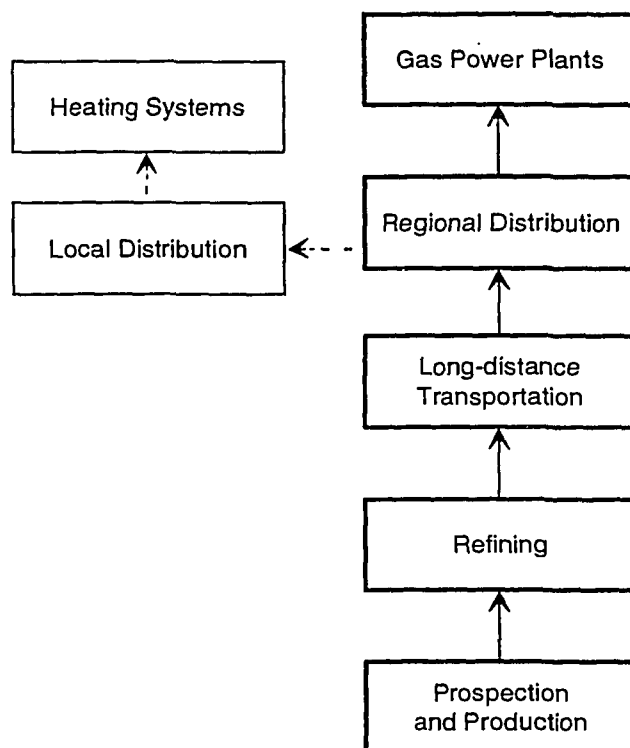 Gas Power Plants
Heating Systems
Regional Distribution
Local Distribution
Long-distance
Transportation
Refining
Prospection
and Production